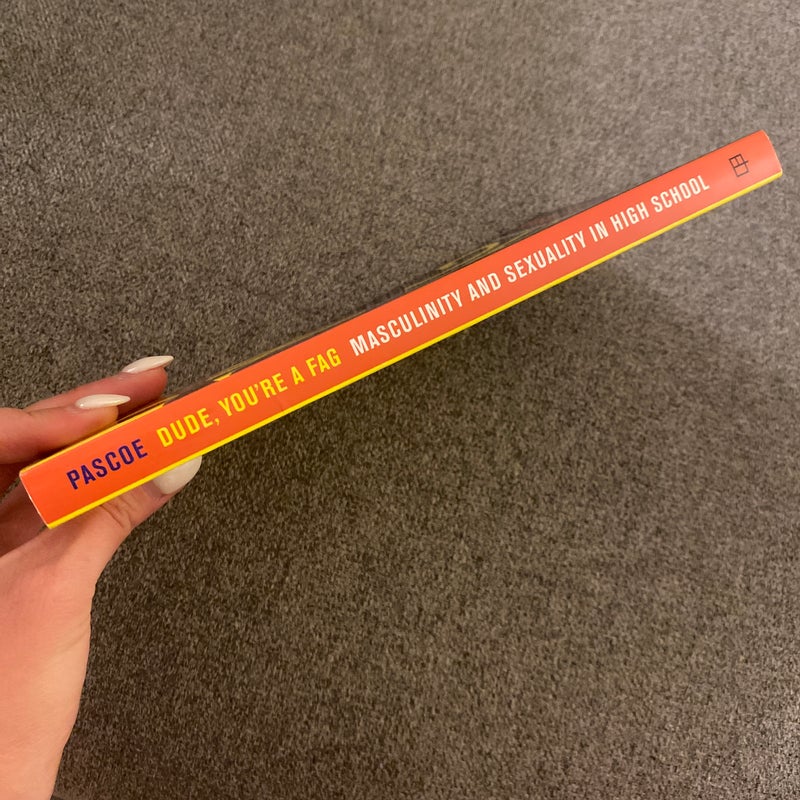 PASCOE DUDE, YOU'RE A FAG MASCULINITY AND SEXUALITY IN HIGH SCHOOL